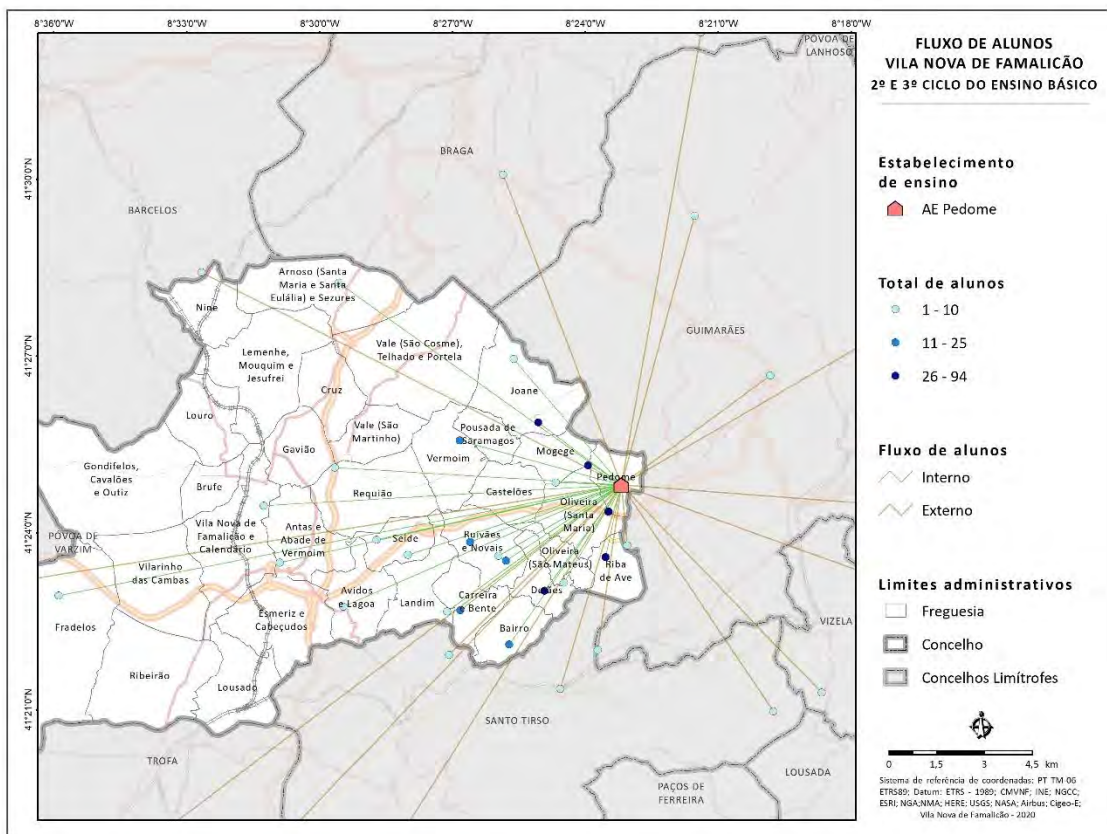 8°36'0"W
8°33'0"W
8°30'0"W
8°27'0"W
8°24'0"W
8°21'0"W
8°18'0"W
41°30'0"N
41°27'0"N
41°24'0"N
41°21'0"N
PÓVOA DE
LANHOSO
BRAGA
BARCELOS
GUIMARÃES
PÓVOA DE
VARZIM
VIZELA
SANTO TIRSO
TROFA
PAÇOS DE
FERREIRA
LOUSADA
Nine
Arnoso (Santa
Maria e Santa
Eulália) e Sezures
Lemenhe,
Mouquim e
Jesufrei
Vale (São Cosme),
Telhado e Portela
Joane
Cruz
Louro
Vale (São
Martinho)
Pousada de
Saramagos
Mogege
Gavião
Vermoim
Pedome
Gondifelos,
Cavalões
e Outiz
Brufe
Requião
Castelões
Oliveira
(Santa
Maria)
Vila Nova de
Famalicão e
Calendário
Antas e
Abade de
Vermoim
Seide
Ruivães
e Novais
Oliveira
(São Mateus)
Riba
de Ave
Vilarinho
das Cambas
Avidos
e Lagoa
Landim
Carreira
e Bente
Delães
Fradelos
Esmeriz e
Cabeçudos
Bairro
Ribeirão
Lousado
FLUXO DE ALUNOS
VILA NOVA DE FAMALICÃO
2º E 3º CICLO DO ENSINO BÁSICO
Estabelecimento
de ensino
AE Pedome
Total de alunos
1 - 10
11 - 25
26 - 94
Fluxo de alunos
Interno
Externo
Limites administrativos
Freguesia
Concelho
Concelhos Limítrofes
0 1,5 3 4,5 km
Sistema de referência de coordenadas: PT TM-06
ETRS89; Datum: ETRS - 1989; CMVNF; INE; NGCC;
ESRI; NGA;NMA; HERE; USGS; NASA; Airbus; Cigeo-E;
Vila Nova de Famalicão - 2020